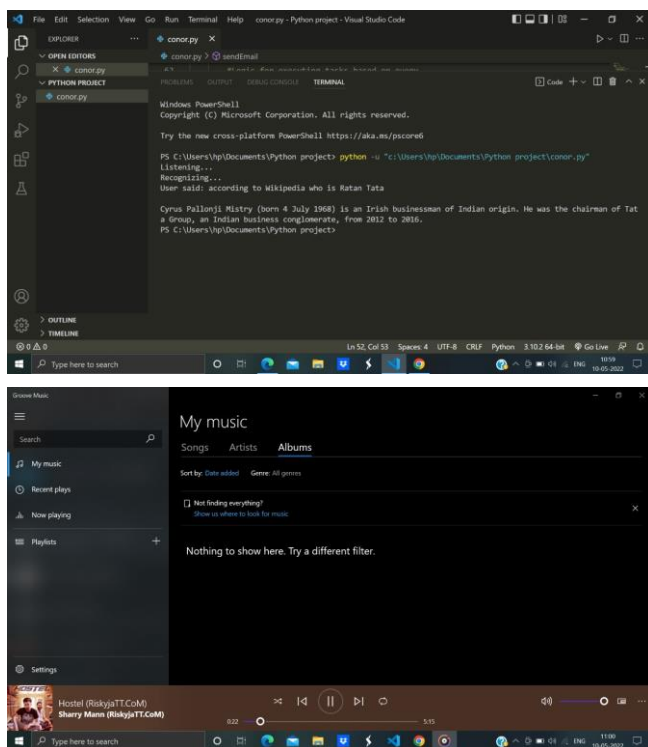 File Edit Selection View Go Run Terminal Help conor.py - Python project - Visual Studio Code
EXPLORER ... conor.py
OPEN EDITORS conor.py > sendEmail
conor.py
PYTHON PROJECT PROBLEMS OUTPUT DEBUG CONSOLE TERMINAL Code
conor.py
Windows PowerShell
Copyright (C) Microsoft Corporation. All rights reserved.
Try the new cross-platform PowerShell https://aka.ms/pscore6
PS C:\Users\hp\Documents\Python project> python -u "c:\Users\hp\Documents\Python project\conor.py"
Listening...
Recognizing...
User said: according to Wikipedia who is Ratan Tata
Cyrus Pallonji Mistry (born 4 July 1968) is an Irish businessman of Indian origin. He was the chairman of Tat
a Group, an Indian business conglomerate, from 2012 to 2016.
PS C:\Users\hp\Documents\Python project>
OUTLINE
TIMELINE
0 0 Ln 52, Col 53 Spaces: 4 UTF-8 CRLF Python 3.10.2 64-bit Go Live
Type here to search ENG 10:59
10-05-2022
Groove Music
My music
Search
Songs Artists Albums
My music
Sort by: Date added Genre: All genres
Recent plays
Not finding everything?
Show us where to look for music
Now playing
Playlists
Nothing to show here. Try a different filter.
Settings
HOSTEL
Hostel (RiskyjaTT.CoM)
Sharry Mann (RiskyjaTT.CoM)
0:22 5:15
Type here to search ENG 11:00
10-05-2022